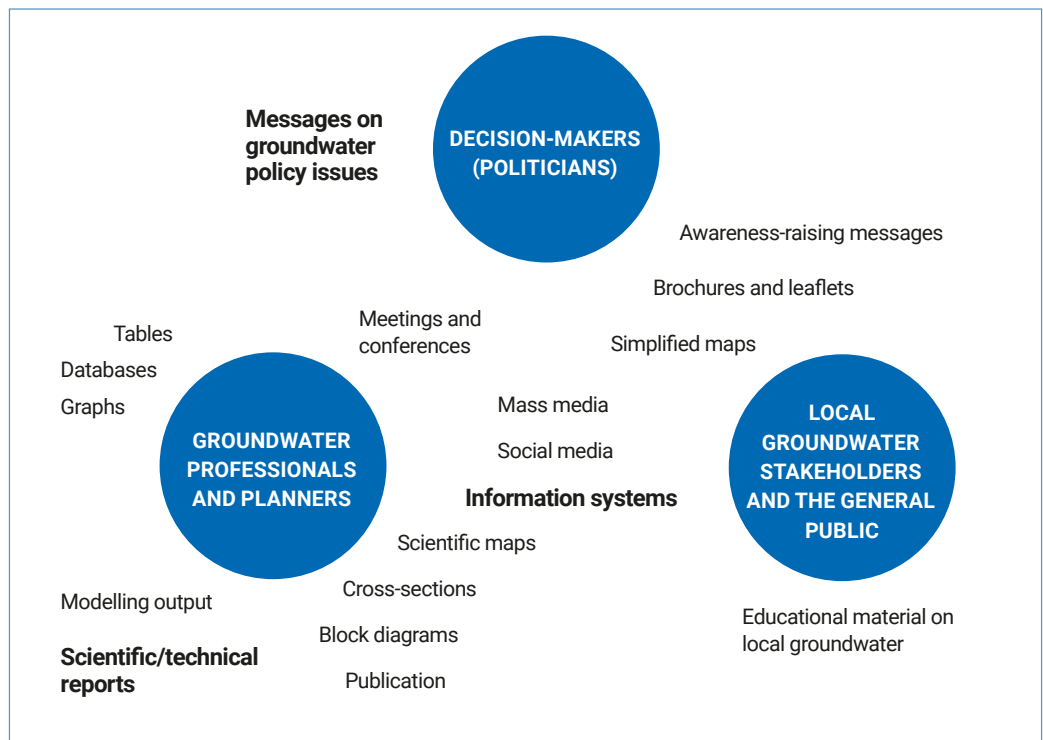 Messages on
groundwater
policy issues
DECISION-MAKERS
(POLITICIANS)
Awareness-raising messages
Brochures and leaflets
Simplified maps
Meetings and
conferences
Tables
Databases
Graphs
Mass media
Social media
Information systems
GROUNDWATER
PROFESSIONALS
AND PLANNERS
LOCAL
GROUNDWATER
STAKEHOLDERS
AND THE GENERAL
PUBLIC
Scientific maps
Cross-sections
Block diagrams
Publication
Modelling output
Scientific/technical
reports
Educational material on
local groundwater